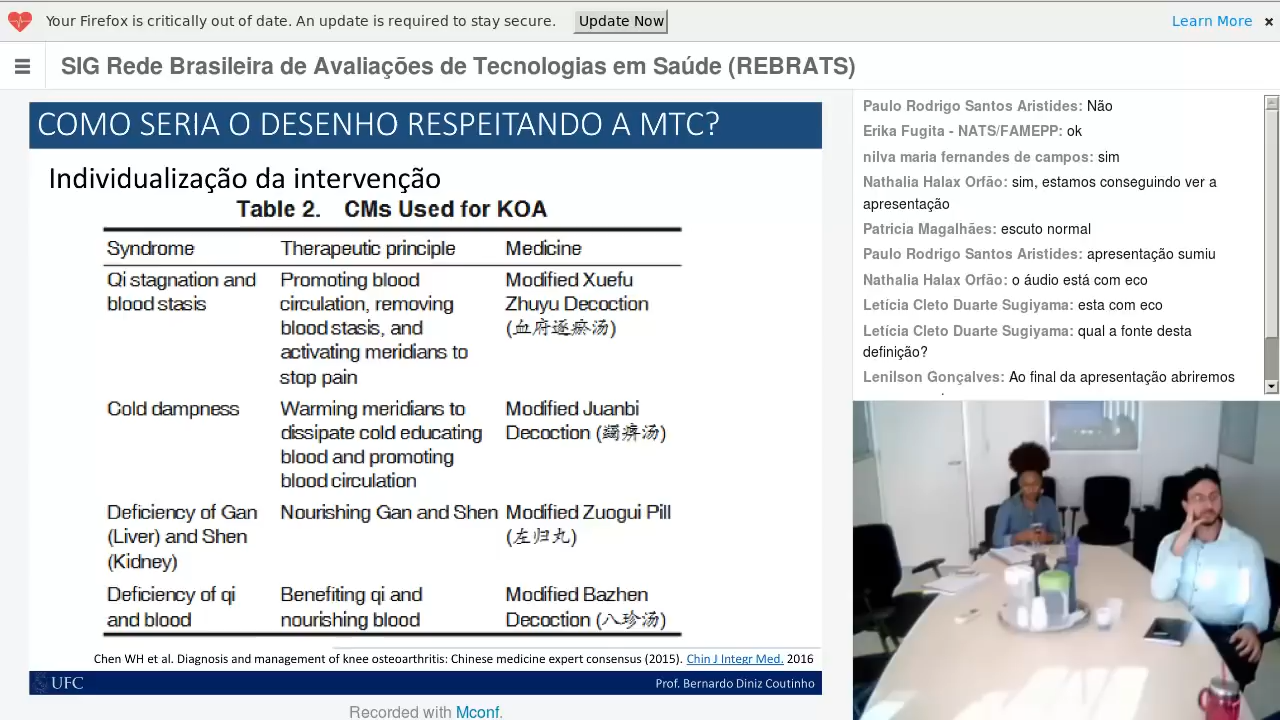 Your Firefox is critically out of date. An update is required to stay secure.
Update Now
Learn More
SIG Rede Brasileira de Avaliações de Tecnologias em Saúde (REBRATS)
COMO SERIA O DESENHO RESPEITANDO A MTC?
Individualização da intervenção
Table 2. CMs Used for KOA
Syndrome Therapeutic principle Medicine
Qi stagnation and Promoting blood Modified Xuefu
blood stasis circulation, removing Zhuyu Decoction
blood stasis, and (血府逐瘀汤)
activating meridians to
stop pain
Cold dampness Warming meridians to Modified Juanbi
dissipate cold educating Decoction (蠲痹汤)
blood and promoting
blood circulation
Deficiency of Gan Nourishing Gan and Shen Modified Zuogui Pill
(Liver) and Shen (左归丸)
(Kidney)
Deficiency of qi Benefiting qi and Modified Bazhen
and blood nourishing blood Decoction (八珍汤)
Chen WH et al. Diagnosis and management of knee osteoarthritis: Chinese medicine expert consensus (2015). Chin J Integr Med. 2016
UFC
Prof. Bernardo Diniz Coutinho
Recorded with Mconf.
Paulo Rodrigo Santos Aristides: Não
Erika Fugita - NATS/FAMEPP: ok
nilva maria fernandes de campos: sim
Nathalia Halax Orfão: sim, estamos conseguindo ver a
apresentação
Patricia Magalhães: escuto normal
Paulo Rodrigo Santos Aristides: apresentação sumiu
Nathalia Halax Orfão: o áudio está com eco
Letícia Cleto Duarte Sugiyama: esta com eco
Letícia Cleto Duarte Sugiyama: qual a fonte desta
definição?
Lenilson Gonçalves: Ao final da apresentação abriremos